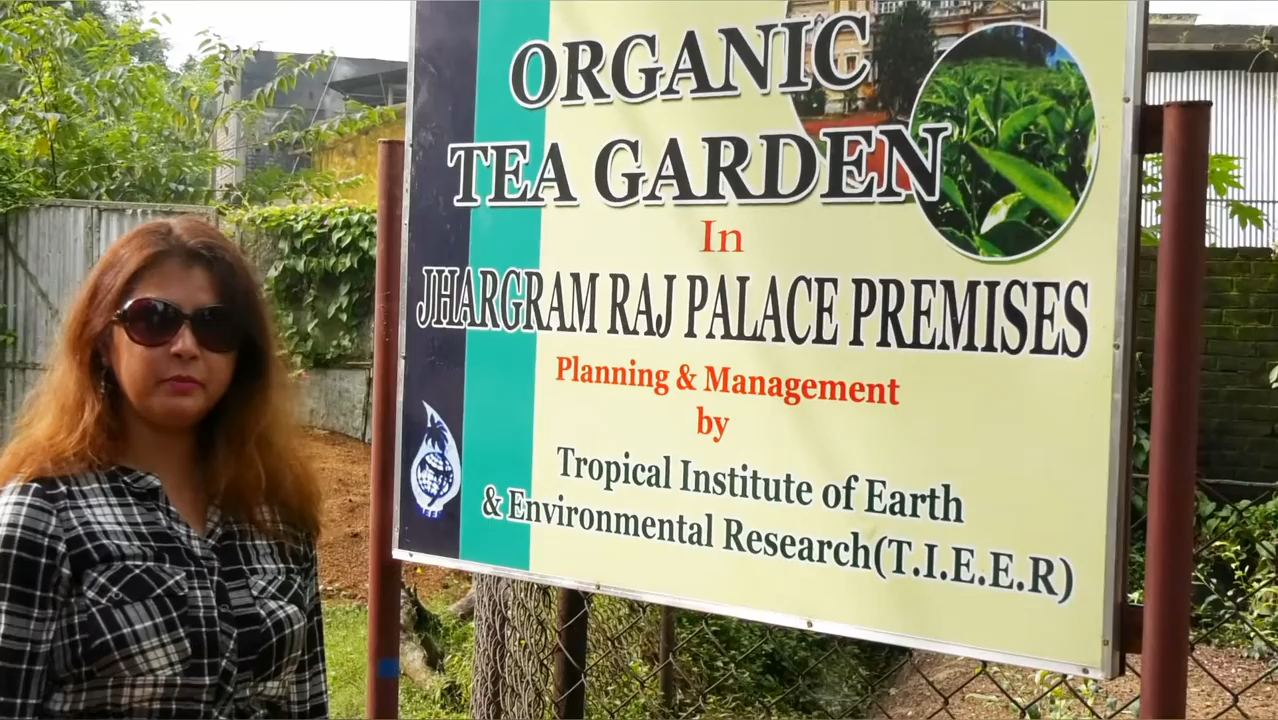 ORGANIC
TEA GARDEN
In
JHARGRAM RAJ PALACE PREMISES
Planning & Management
by
Tropical Institute of Earth
& Environmental Research(T.I.E.E.R)